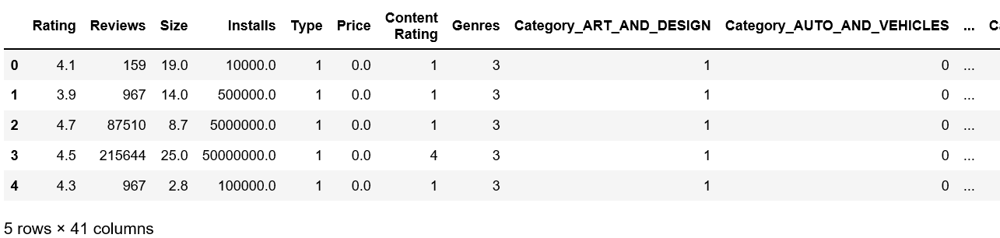 Rating Reviews Size Installs Type Price Content Rating Genres Category_ART_AND_DESIGN Category_AUTO_AND_VEHICLES ... C
0 4.1 159 19.0 10000.0 1 0.0 1 3 1 0 ...
1 3.9 967 14.0 500000.0 1 0.0 1 3 1 0 ...
2 4.7 87510 8.7 5000000.0 1 0.0 1 3 1 0 ...
3 4.5 215644 25.0 50000000.0 1 0.0 4 3 1 0 ...
4 4.3 967 2.8 100000.0 1 0.0 1 3 1 0 ...
5 rows × 41 columns